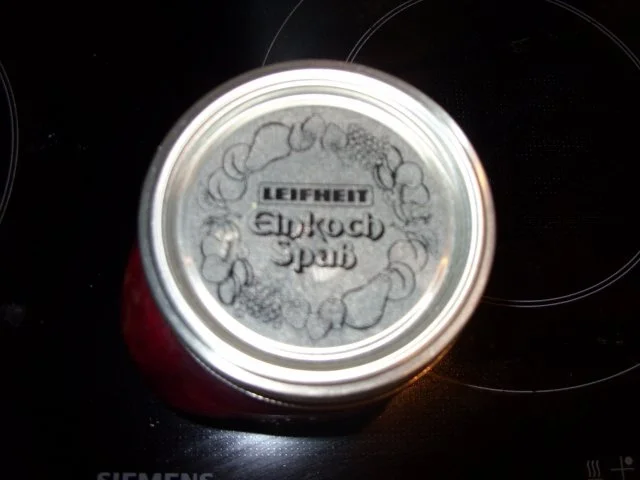 LEIFHEIT
Einkoch
Spaß
SIEMENS